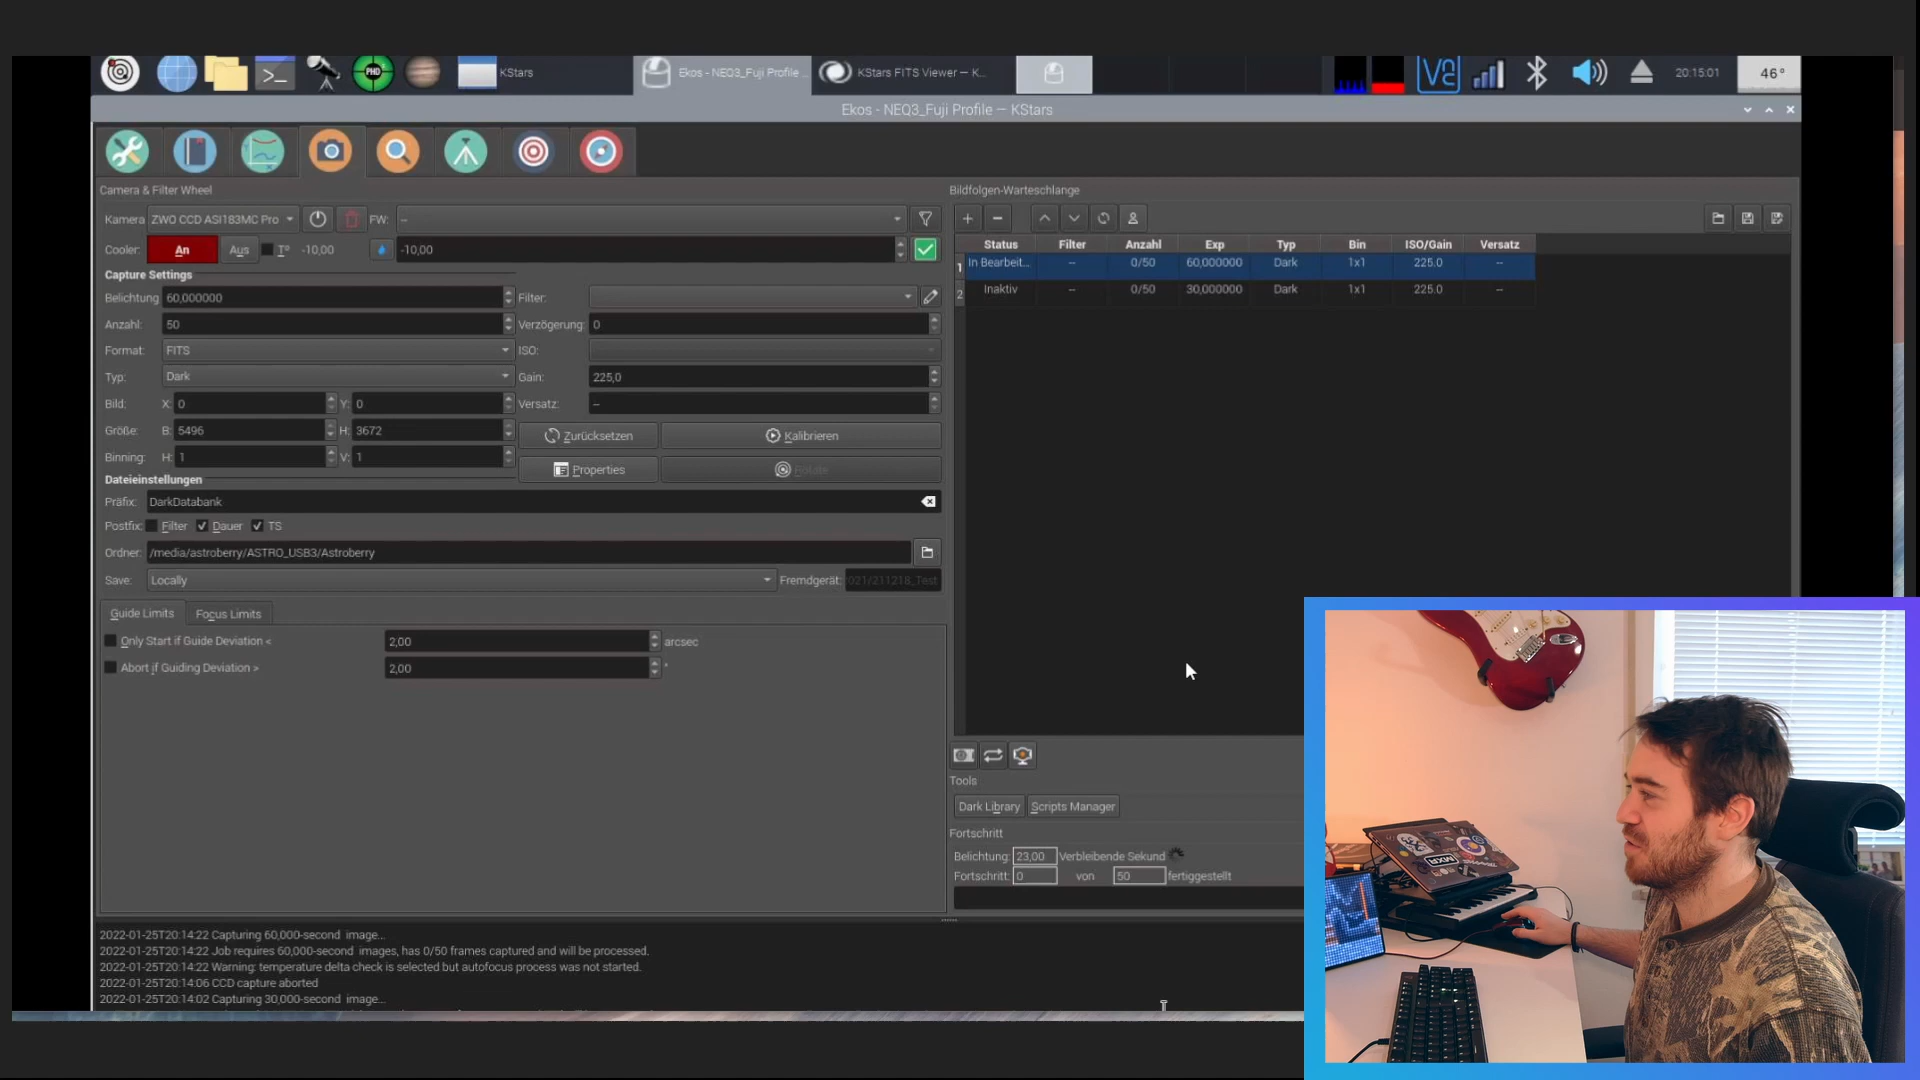 KStars
Ekos - NEQ3_Fuji Profile ...
KStars FITS Viewer — K...
20:15:01
46°
Ekos - NEQ3_Fuji Profile — KStars
Camera & Filter Wheel
Kamera ZWO CCD ASI183MC Pro FW: --
Cooler: An Aus T° -10,00 -10,00
Capture Settings
Belichtung 60,000000 Filter:
Anzahl: 50 Verzögerung: 0
Format: FITS ISO:
Typ: Dark Gain: 225,0
Bild: X: 0 Y: 0 Versatz: --
Größe: B: 5496 H: 3672 Zurücksetzen Kalibrieren
Binning: H: 1 V: 1 Properties Rotate
Dateieinstellungen
Präfix: DarkDatabank
Postfix: Filter Dauer TS
Ordner: /media/astroberry/ASTRO_USB3/Astroberry
Save: Locally Fremdgerät: 021/211218_Test
Guide Limits Focus Limits
Only Start if Guide Deviation < 2,00 arcsec
Abort if Guiding Deviation > 2,00 "
Bildfolgen-Warteschlange
Status Filter Anzahl Exp Typ Bin ISO/Gain Versatz
1 In Bearbeit... -- 0/50 60,000000 Dark 1x1 225.0 --
2 Inaktiv -- 0/50 30,000000 Dark 1x1 225.0 --
Tools
Dark Library Scripts Manager
Fortschritt
Belichtung: 23,00 Verbleibende Sekund
Fortschritt: 0 von 50 fertiggestellt
2022-01-25T20:14:22 Capturing 60,000-second image...
2022-01-25T20:14:22 Job requires 60,000-second images, has 0/50 frames captured and will be processed.
2022-01-25T20:14:22 Warning: temperature delta check is selected but autofocus process was not started.
2022-01-25T20:14:06 CCD capture aborted
2022-01-25T20:14:02 Capturing 30,000-second image...